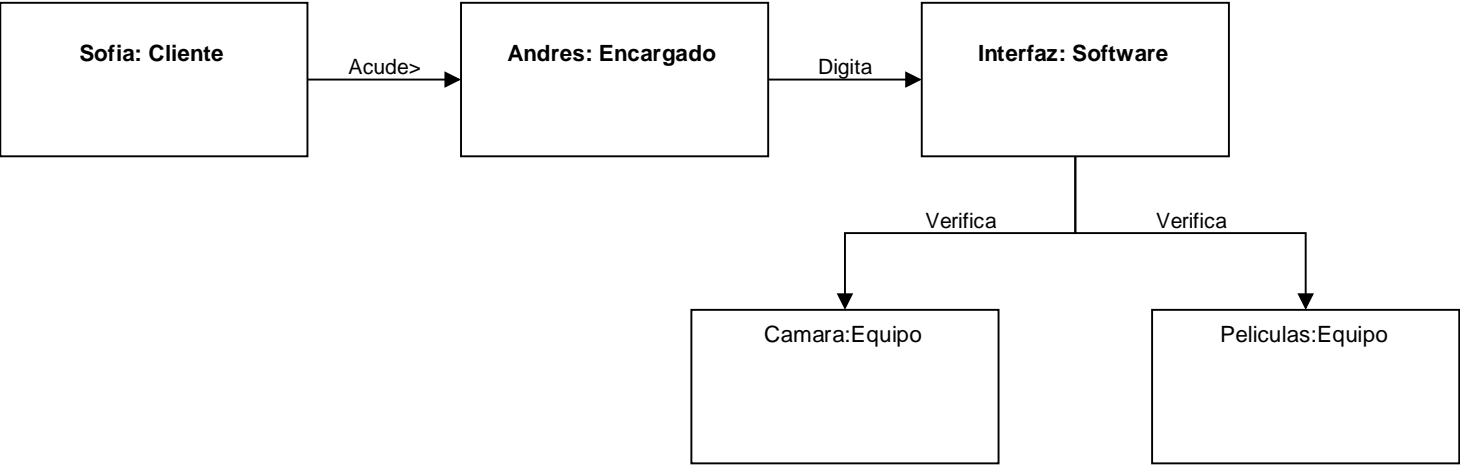 Sofia: Cliente
Acude>
Andres: Encargado
Digita
Interfaz: Software
Verifica
Verifica
Camara:Equipo
Peliculas:Equipo